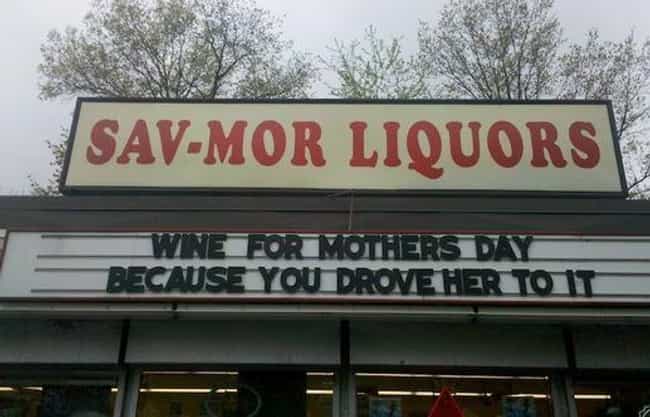 SAV-MOR LIQUORS
WINE FOR MOTHERS DAY
BECAUSE YOU DROVE HER TO IT